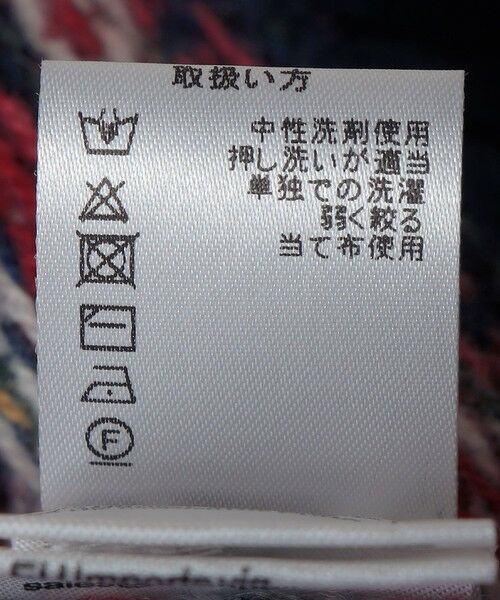 取扱い方
中性洗剤使用
押し洗いが適当
単独での洗濯
弱く絞る
当て布使用
F